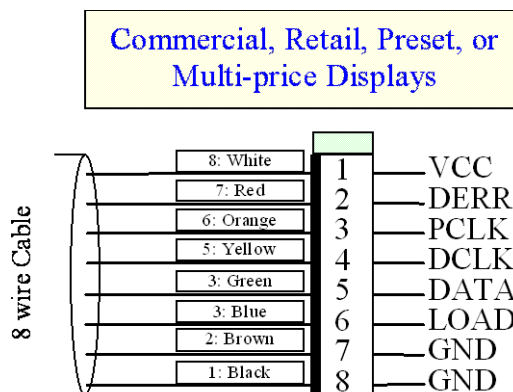 Commercial, Retail, Preset, or
Multi-price Displays
8 wire Cable
8: White 1 VCC
7: Red 2 DERR
6: Orange 3 PCLK
5: Yellow 4 DCLK
3: Green 5 DATA
3: Blue 6 LOAD
2: Brown 7 GND
1: Black 8 GND